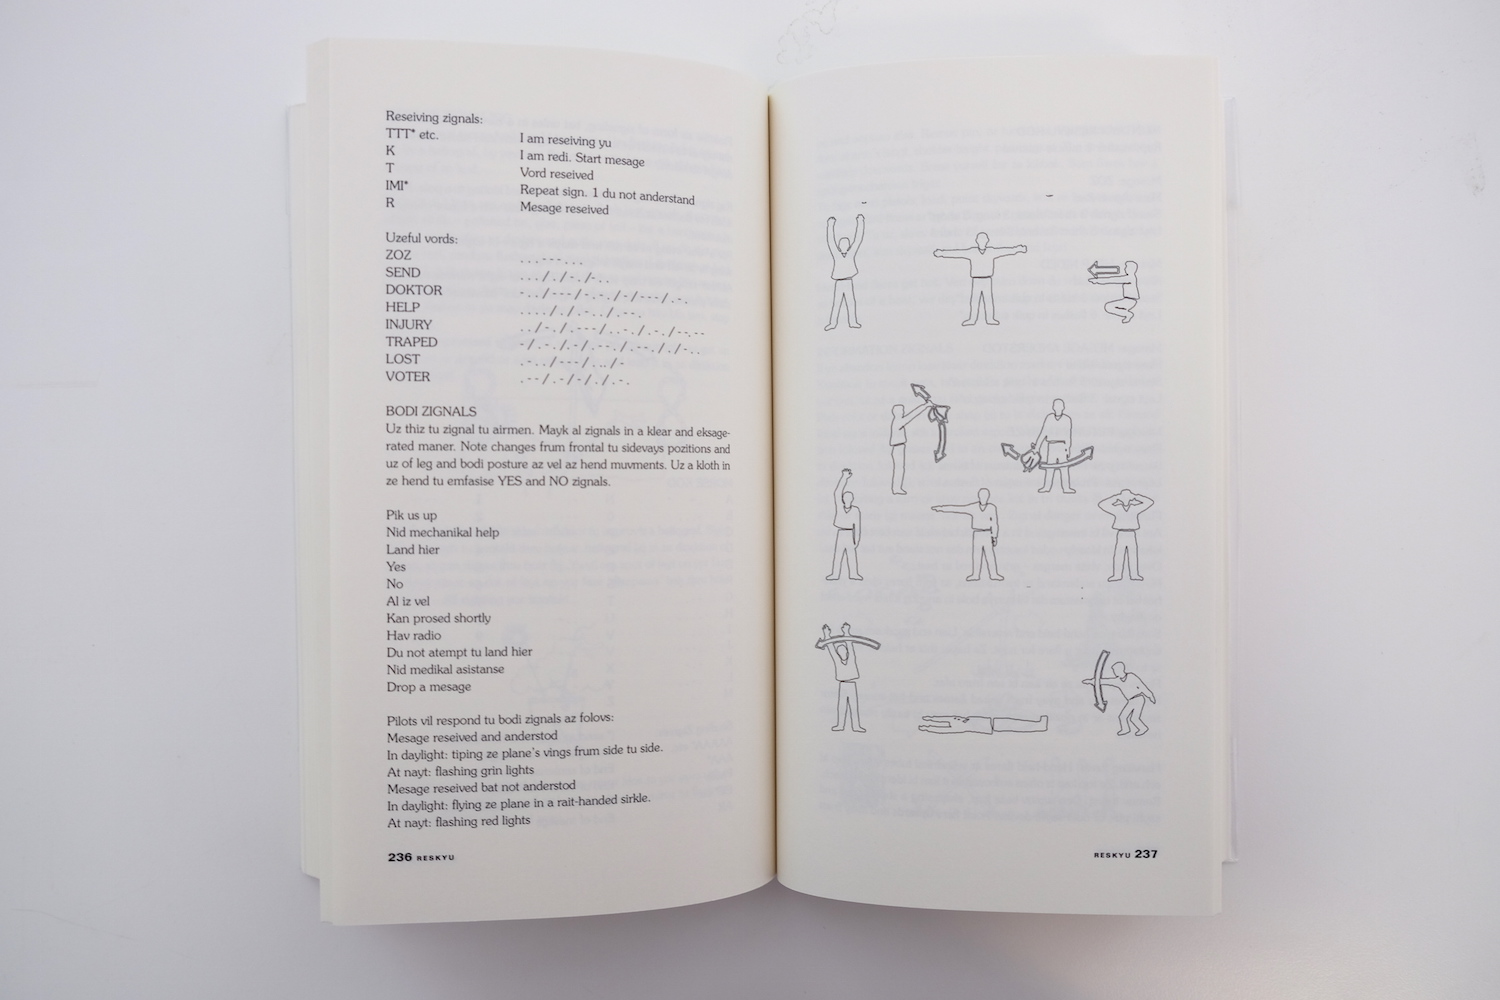 Reseiving zignals:
TTT* etc. I am reseiving yu
K I am redi. Start mesage
T Vord reseived
IMI* Repeat sign. 1 du not anderstand
R Mesage reseived
Uzeful vords:
ZOZ . . . - - - . . .
SEND . . . / . / - . / - . .
DOKTOR - . . / - - - / - . - . / - / - - - / . - .
HELP . . . . / . / . - . . / . - - .
INJURY . . / - . / . - - - / . . - . / . - . / - - . - -
TRAPED - / . - . / . - / . - - . / . - - . / . / - . .
LOST . - . . / - - - / . . . / -
VOTER . - - / . - / - / . / . - .
BODI ZIGNALS
Uz thiz tu zignal tu airmen. Mayk al zignals in a klear and eksage-
rated maner. Note changes frum frontal tu sidevays pozitions and
uz of leg and bodi posture az vel az hend muvments. Uz a kloth in
ze hend tu emfasise YES and NO zignals.
Pik us up
Nid mechanikal help
Land hier
Yes
No
Al iz vel
Kan prosed shortly
Hav radio
Du not atempt tu land hier
Nid medikal asistanse
Drop a mesage
Pilots vil respond tu bodi zignals az folovs:
Mesage reseived and anderstod
In daylight: tiping ze plane's vings frum side tu side.
At nayt: flashing grin lights
Mesage reseived bat not anderstod
In daylight: flying ze plane in a rait-handed sirkle.
At nayt: flashing red lights
236 RESKYU
RESKYU 237